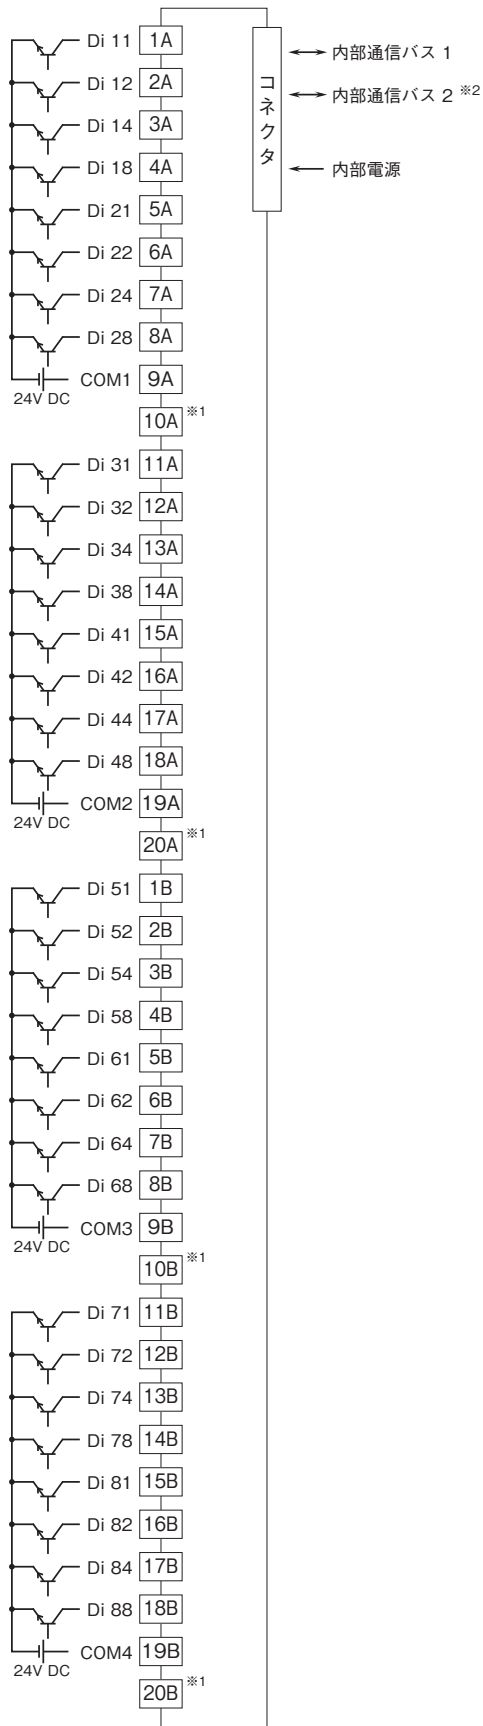 Di 11 1A
Di 12 2A
Di 14 3A
Di 18 4A
Di 21 5A
Di 22 6A
Di 24 7A
Di 28 8A
COM1 9A
24V DC
10A ※1
Di 31 11A
Di 32 12A
Di 34 13A
Di 38 14A
Di 41 15A
Di 42 16A
Di 44 17A
Di 48 18A
COM2 19A
24V DC
20A ※1
Di 51 1B
Di 52 2B
Di 54 3B
Di 58 4B
Di 61 5B
Di 62 6B
Di 64 7B
Di 68 8B
COM3 9B
24V DC
10B ※1
Di 71 11B
Di 72 12B
Di 74 13B
Di 78 14B
Di 81 15B
Di 82 16B
Di 84 17B
Di 88 18B
COM4 19B
24V DC
20B ※1
コネクタ
内部通信バス 1
内部通信バス 2 ※2
内部電源